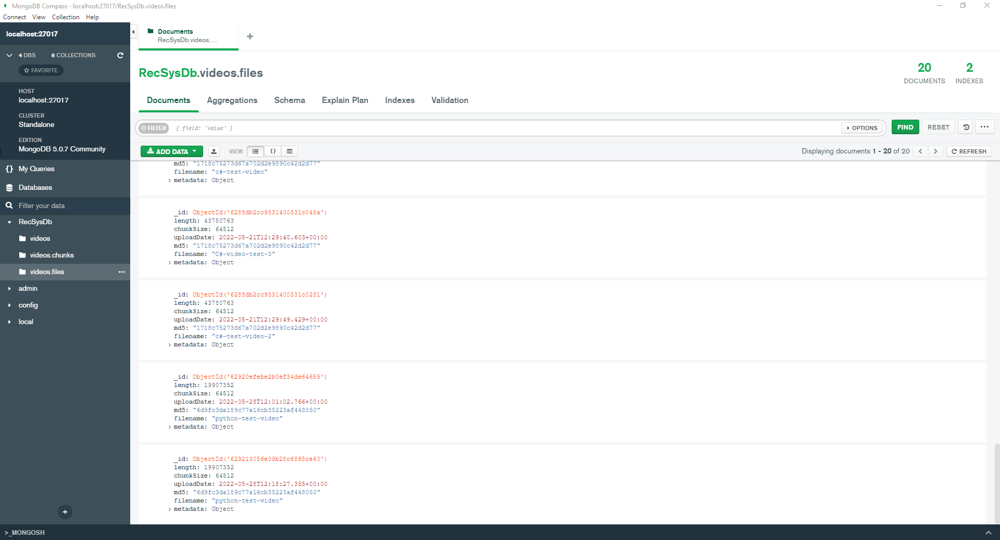 MongoDB Compass - localhost:27017/RecSysDb.videos.files
Connect View Collection Help
localhost:27017
4 DBS 6 COLLECTIONS
FAVORITE
HOST
localhost:27017
CLUSTER
Standalone
EDITION
MongoDB 5.0.7 Community
{} My Queries
Databases
Filter your data
RecSysDb
videos
videos.chunks
videos.files ...
admin
config
local
+
Documents
RecSysDb.videos.... +
RecSysDb.videos.files
20
DOCUMENTS
2
INDEXES
Documents Aggregations Schema Explain Plan Indexes Validation
FILTER { field: 'value' } OPTIONS FIND RESET ...
ADD DATA VIEW {} Displaying documents 1 - 20 of 20 < > REFRESH
md5: "1718c75273d67a702d2e9890c42d2d77"
filename: "c#-test-video"
> metadata: Object
_id: ObjectId('6288db2cc9331400531c048a')
length: 43780763
chunkSize: 64512
uploadDate: 2022-05-21T12:29:40.603+00:00
md5: "1718c75273d67a702d2e9890c42d2d77"
filename: "C#-video-test-3"
> metadata: Object
_id: ObjectId('6288db2cc9331400531c0281')
length: 43780763
chunkSize: 64512
uploadDate: 2022-05-21T12:29:49.429+00:00
md5: "1718c75273d67a702d2e9890c42d2d77"
filename: "c#-test-video-2"
> metadata: Object
_id: ObjectId('62920efebe2b0ef34de64685')
length: 19907352
chunkSize: 64512
uploadDate: 2022-05-28T12:01:02.766+00:00
md5: "6d9fc3da189c77a16cb35223af448050"
filename: "python-test-video"
> metadata: Object
_id: ObjectId('629213056e09b28c6868ce60')
length: 19907352
chunkSize: 64512
uploadDate: 2022-05-28T12:18:27.355+00:00
md5: "6d9fc3da189c77a16cb35223af448050"
filename: "python-test-video"
> metadata: Object
>_MONGOSH